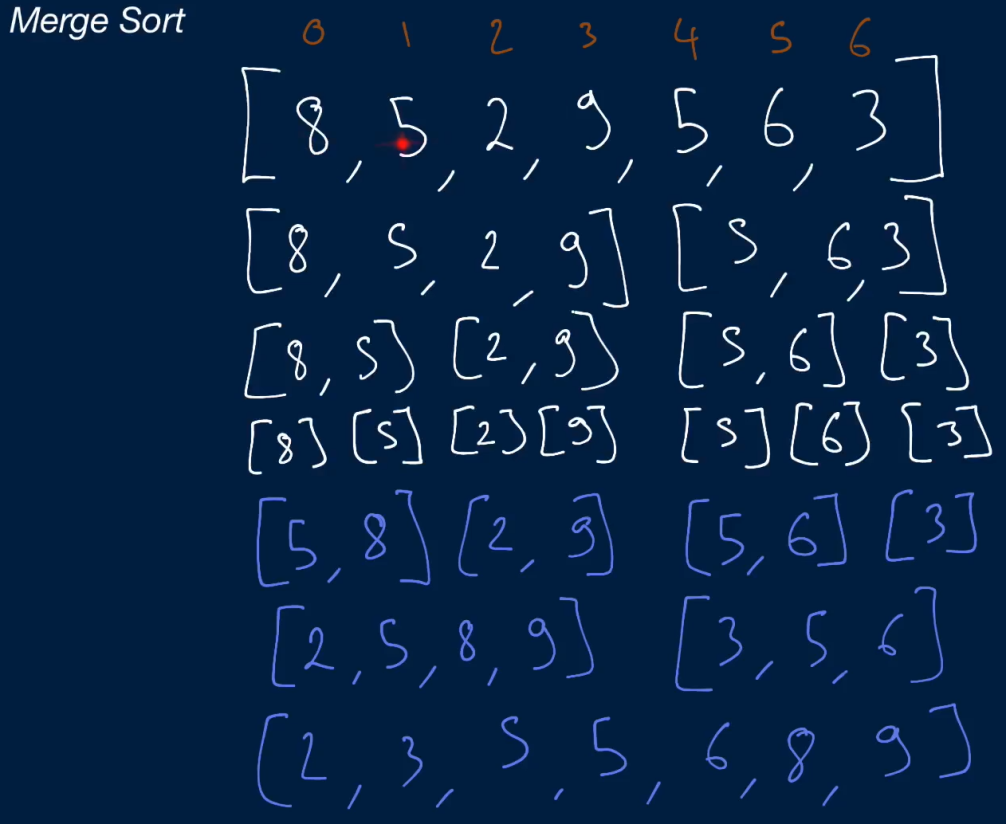 Merge Sort
0 1 2 3 4 5 6
[8, 5, 2, 9, 5, 6, 3]
[8, 5, 2, 9] [5, 6, 3]
[8, 5] [2, 9] [5, 6] [3]
[8] [5] [2] [9] [5] [6] [3]
[5, 8] [2, 9] [5, 6] [3]
[2, 5, 8, 9] [3, 5, 6]
[2, 3, 5, 5, 6, 8, 9]